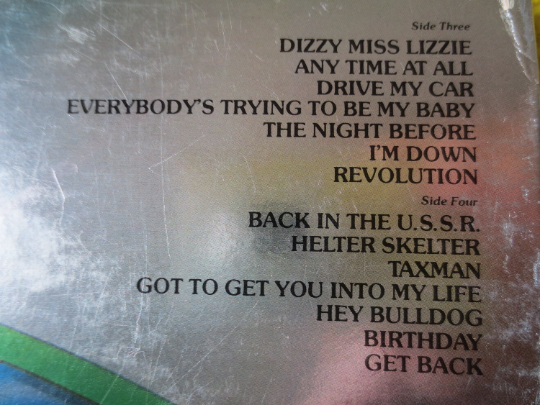 Side Three
DIZZY MISS LIZZIE
ANY TIME AT ALL
DRIVE MY CAR
EVERYBODY'S TRYING TO BE MY BABY
THE NIGHT BEFORE
I'M DOWN
REVOLUTION
Side Four
BACK IN THE U.S.S.R.
HELTER SKELTER
TAXMAN
GOT TO GET YOU INTO MY LIFE
HEY BULLDOG
BIRTHDAY
GET BACK